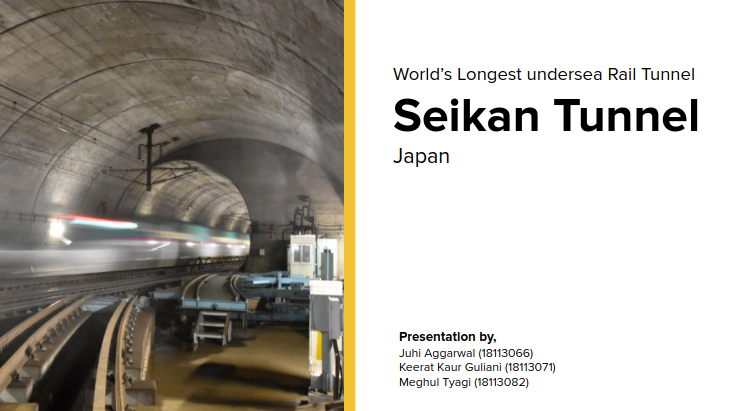 World's Longest undersea Rail Tunnel
Seikan Tunnel
Japan
Presentation by,
Juhi Aggarwal (18113066)
Keerat Kaur Guliani (18113071)
Meghul Tyagi (18113082)